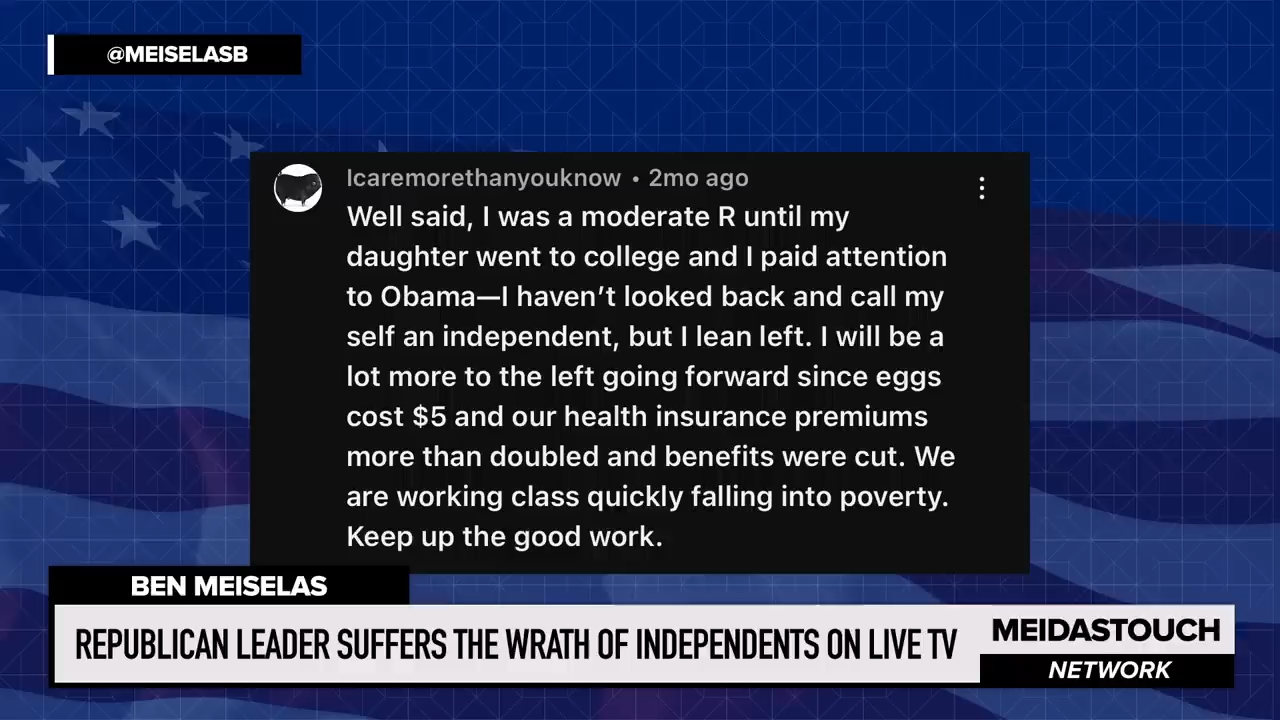 @MEISELASB
Icaremorethanyouknow • 2mo ago
Well said, I was a moderate R until my
daughter went to college and I paid attention
to Obama—I haven’t looked back and call my
self an independent, but I lean left. I will be a
lot more to the left going forward since eggs
cost $5 and our health insurance premiums
more than doubled and benefits were cut. We
are working class quickly falling into poverty.
Keep up the good work.
BEN MEISELAS
REPUBLICAN LEADER SUFFERS THE WRATH OF INDEPENDENTS ON LIVE TV
MEIDASTOUCH
NETWORK